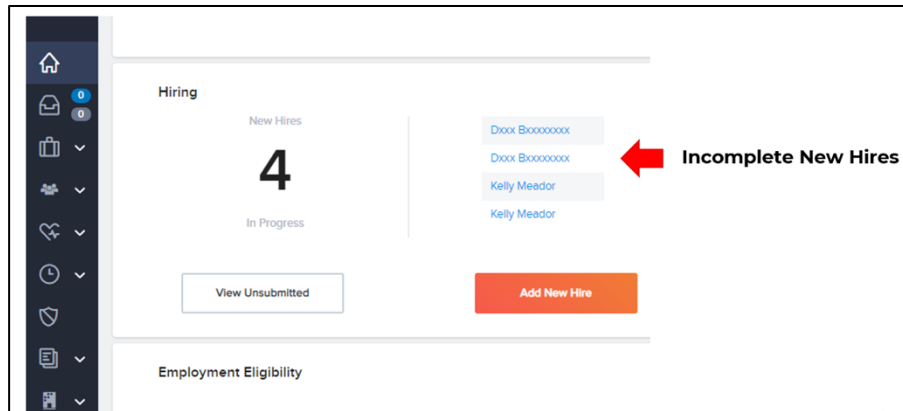 0
0
Hiring
New Hires
4
In Progress
View Unsubmitted
Dxxx Bxxxxxxxx
Dxxx Bxxxxxxxx
Kelly Meador
Kelly Meador
Add New Hire
Incomplete New Hires
Employment Eligibility